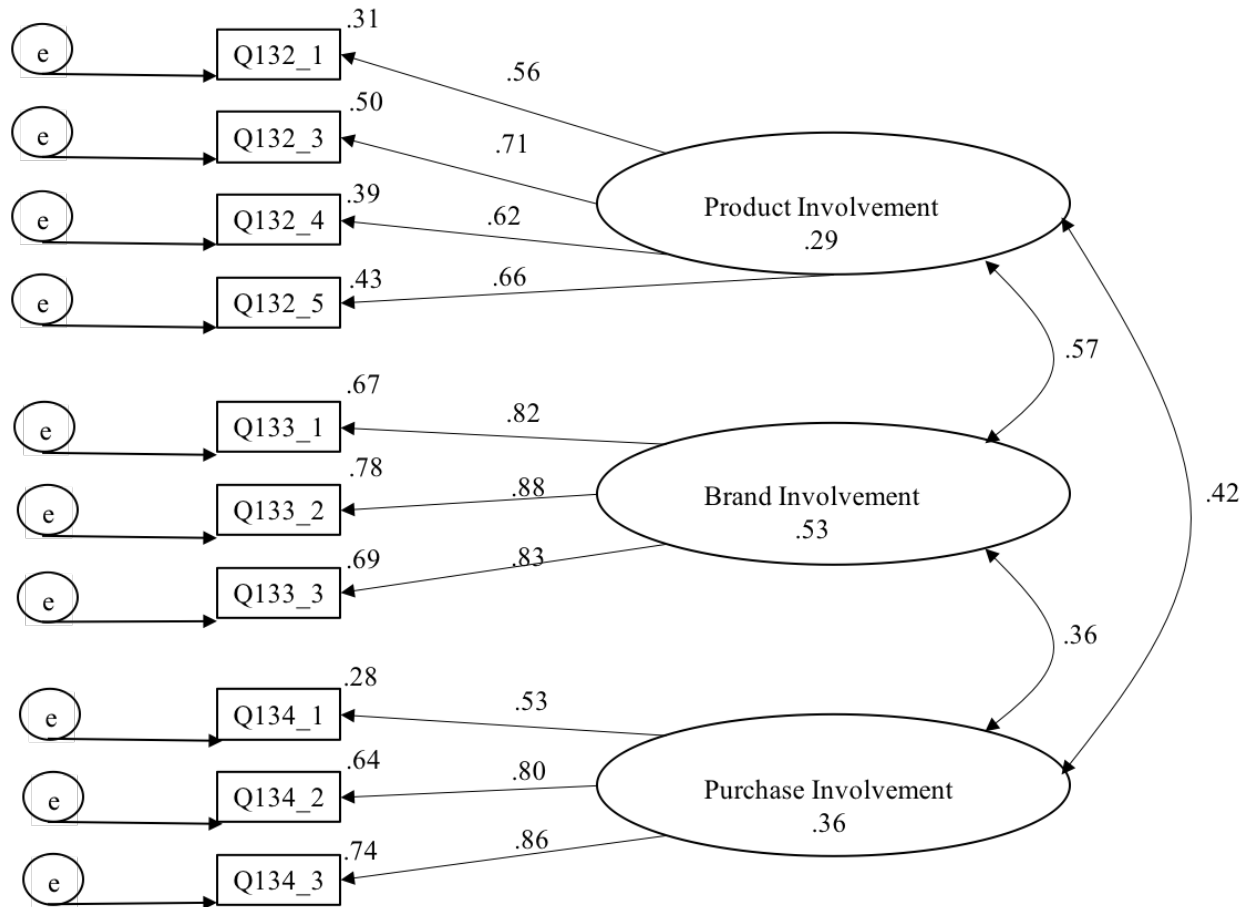 .31
e
Q132_1
.56
.50
e
Q132_3
.71
.39
e
Q132_4
.62
.43
e
Q132_5
.66
Product Involvement
.29
.57
.67
e
Q133_1
.82
.78
e
Q133_2
.88
.69
e
Q133_3
.83
Brand Involvement
.53
.42
.36
.28
e
Q134_1
.53
.64
e
Q134_2
.80
.74
e
Q134_3
.86
Purchase Involvement
.36